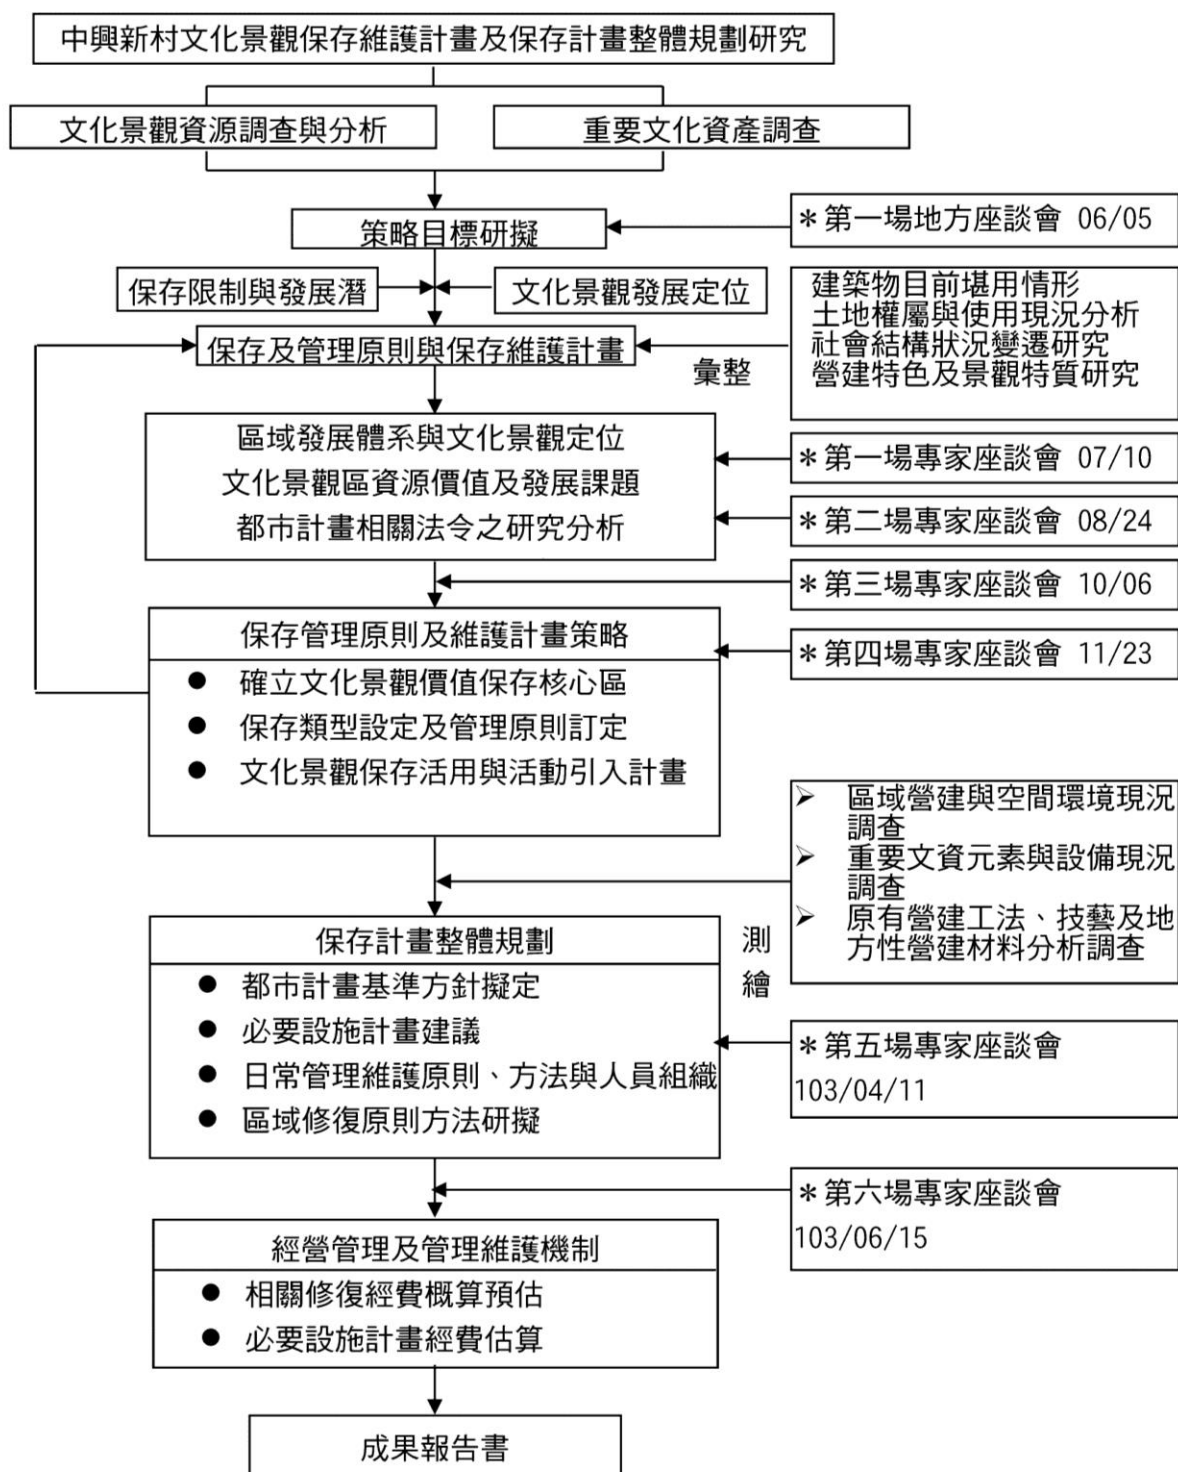 中興新村文化景觀保存維護計畫及保存計畫整體規劃研究
文化景觀資源調查與分析
重要文化資產調查
策略目標研擬
＊第一場地方座談會 06/05
保存限制與發展潛
文化景觀發展定位
保存及管理原則與保存維護計畫
彙整
建築物目前堪用情形
土地權屬與使用現況分析
社會結構狀況變遷研究
營建特色及景觀特質研究
區域發展體系與文化景觀定位
文化景觀區資源價值及發展課題
都市計畫相關法令之研究分析
＊第一場專家座談會 07/10
＊第二場專家座談會 08/24
＊第三場專家座談會 10/06
保存管理原則及維護計畫策略
● 確立文化景觀價值保存核心區
● 保存類型設定及管理原則訂定
● 文化景觀保存活用與活動引入計畫
＊第四場專家座談會 11/23
➢ 區域營建與空間環境現況
調查
➢ 重要文資元素與設備現況
調查
➢ 原有營建工法、技藝及地
方性營建材料分析調查
測
繪
保存計畫整體規劃
● 都市計畫基準方針擬定
● 必要設施計畫建議
● 日常管理維護原則、方法與人員組織
● 區域修復原則方法研擬
＊第五場專家座談會
103/04/11
＊第六場專家座談會
103/06/15
經營管理及管理維護機制
● 相關修復經費概算預估
● 必要設施計畫經費估算
成果報告書